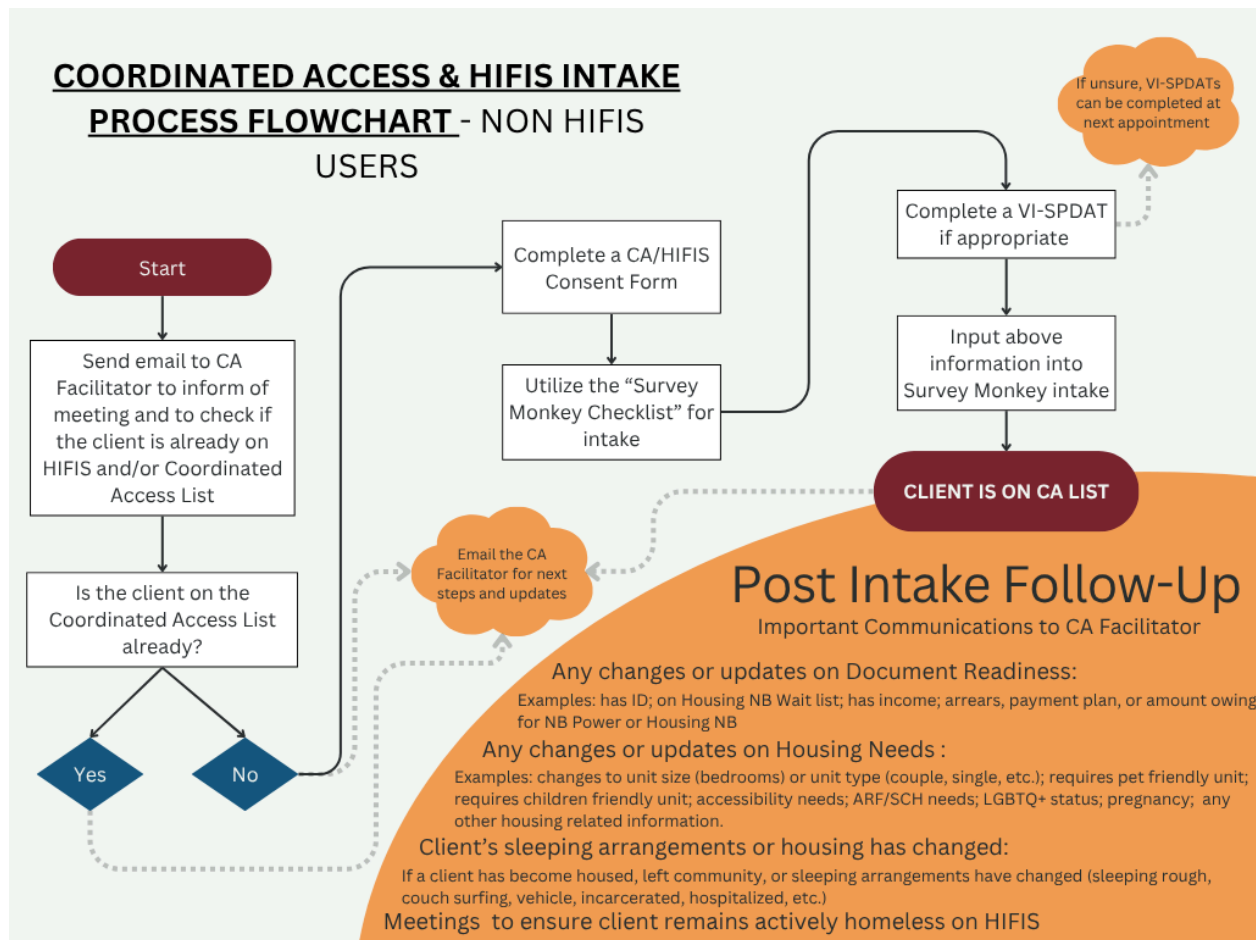 COORDINATED ACCESS & HIFIS INTAKE
PROCESS FLOWCHART - NON HIFIS
USERS
Start
Send email to CA
Facilitator to inform of
meeting and to check if
the client is already on
HIFIS and/or Coordinated
Access List
Is the client on the
Coordinated Access List
already?
Yes
No
Complete a CA/HIFIS
Consent Form
Utilize the “Survey
Monkey Checklist” for
intake
Complete a VI-SPDAT
if appropriate
If unsure, VI-SPDATs
can be completed at
next appointment
Input above
information into
Survey Monkey intake
CLIENT IS ON CA LIST
Email the CA
Facilitator for next
steps and updates
Post Intake Follow-Up
Important Communications to CA Facilitator
Any changes or updates on Document Readiness:
Examples: has ID; on Housing NB Wait list; has income; arrears, payment plan, or amount owing
for NB Power or Housing NB
Any changes or updates on Housing Needs :
Examples: changes to unit size (bedrooms) or unit type (couple, single, etc.); requires pet friendly unit;
requires children friendly unit; accessibility needs; ARF/SCH needs; LGBTQ+ status; pregnancy; any
other housing related information.
Client’s sleeping arrangements or housing has changed:
If a client has become housed, left community, or sleeping arrangements have changed (sleeping rough,
couch surfing, vehicle, incarcerated, hospitalized, etc.)
Meetings to ensure client remains actively homeless on HIFIS